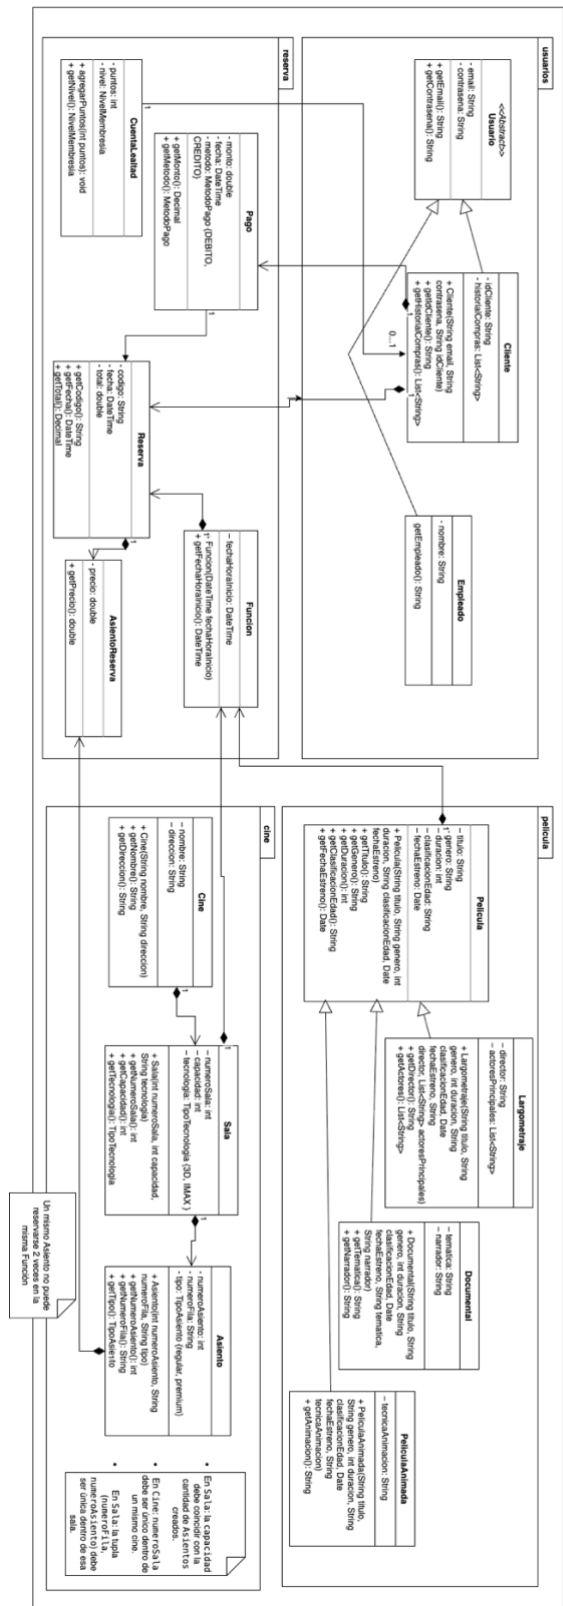 usuarios
<<Abstract>>
Usuario
- email: String
- contrasena: String
+ getEmail(): String
+ getContrasena(): String
Cliente
- idCliente: String
- historialCompras: List<String>
+ Cliente(String email, String
contrasena, String idCliente)
+ getIdCliente(): String
+ getHistorialCompras(): List<String>
1
1
0...1
Empleado
- nombre: String
getEmpleado(): String
reserva
CuentaLealtad
- puntos: int
- nivel: NivelMembresia
+ agregarPuntos(int puntos): void
+ getNivel(): NivelMembresia
1
Pago
- monto: double
- fecha: DateTime
- metodo: MetodoPago (DEBITO,
CREDITO)
+ getMonto(): Decimal
+ getMetodo(): MetodoPago
1
1
Reserva
- codigo: String
- fecha: DateTime
- total: double
+ getCodigo(): String
+ getFecha(): DateTime
+ getTotal(): Decimal
1
Funcion
– fechaHoraInicio: DateTime
1* Funcion(DateTime fechaHoraInicio)
+ getFechaHoraInicio(): DateTime
AsientoReserva
- precio: double
+ getPrecio(): double
pelicula
Pelicula
– titulo: String
1* genero: String
– duracion: int
– clasificacionEdad: String
– fechaEstreno: Date
+ Pelicula(String titulo, String genero, int
duracion, String clasificacionEdad, Date
fechaEstreno)
+ getTitulo(): String
+ getGenero(): String
+ getDuracion(): int
+ getClasificacionEdad(): String
+ getFechaEstreno(): Date
Largometraje
– director: String
– actoresPrincipales: List<String>
+ Largometraje(String titulo, String
genero, int duracion, String
clasificacionEdad, Date
fechaEstreno, String
director, List<String> actoresPrincipales)
+ getDirector(): String
+ getActores(): List<String>
Documental
– tematica: String
– narrador: String
+ Documental(String titulo, String
genero, int duracion, String
clasificacionEdad, Date
fechaEstreno, String tematica,
String narrador)
+ getTematica(): String
+ getNarrador(): String
PeliculaAnimada
– tecnicaAnimacion: String
+ PeliculaAnimada(String titulo,
String genero, int duracion, String
clasificacionEdad, Date
fechaEstreno, String
tecnicaAnimacion)
+ getAnimacion(): String
cine
Cine
– nombre: String
– direccion: String
+ Cine(String nombre, String direccion)
+ getNombre(): String
+ getDireccion(): String
1
Sala
– numeroSala: int
– capacidad: int
– tecnologia: TipoTecnologia (3D, IMAX )
+ Sala(int numeroSala, int capacidad,
String tecnologia)
+ getNumeroSala(): int
+ getCapacidad(): int
+ getTecnologia(): TipoTecnologia
1
1
Asiento
- numeroAsiento: int
- numeroFila: String
- tipo: TipoAsiento (regular, premium)
+ Asiento(int numeroAsiento, String
numeroFila, String tipo)
+ getNumeroAsiento(): int
+ getNumeroFila(): String
+ getTipo(): TipoAsiento
• En Sala: la capacidad
debe coincidir con la
cantidad de Asientos
creados.
• En Cine: numeroSala
debe ser único dentro de
un mismo cine.
• En Sala: la tupla
(numeroFila,
numeroAsiento) debe
ser única dentro de esa
sala.
Un mismo Asiento no puede
reservarse 2 veces en la
misma Función